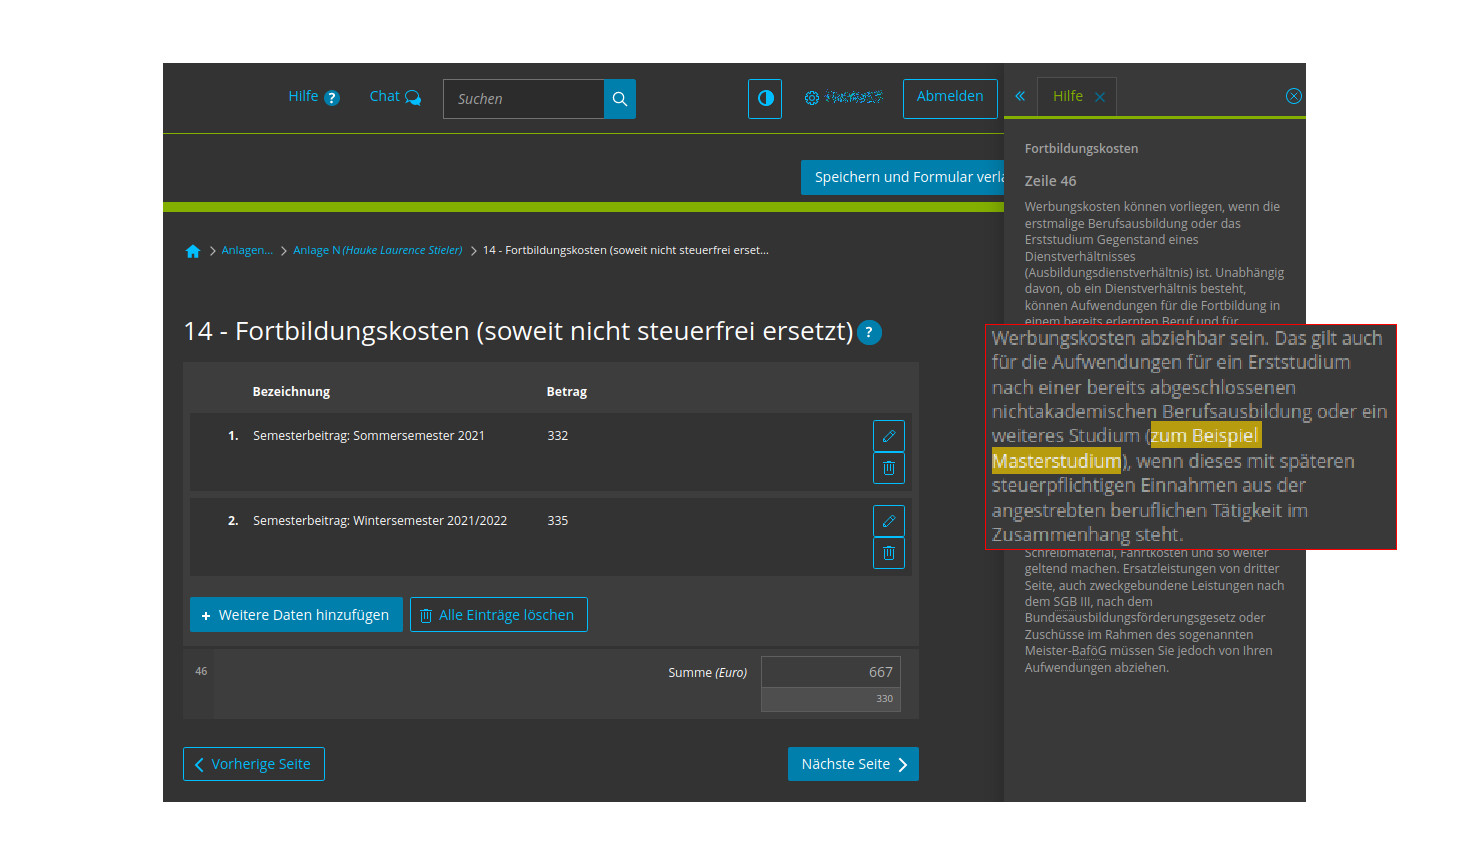 Hilfe ?
Chat
Suchen
Abmelden
« Hilfe ×
Speichern und Formular verla
Anlagen... > Anlage N (Hauke Laurence Stieler) > 14 - Fortbildungskosten (soweit nicht steuerfrei erset...
14 - Fortbildungskosten (soweit nicht steuerfrei ersetzt) ?
Bezeichnung Betrag
1. Semesterbeitrag: Sommersemester 2021 332
2. Semesterbeitrag: Wintersemester 2021/2022 335
+ Weitere Daten hinzufügen
Alle Einträge löschen
46 Summe (Euro) 667
330
Vorherige Seite
Nächste Seite
Fortbildungskosten
Zeile 46
Werbungskosten können vorliegen, wenn die
erstmalige Berufsausbildung oder das
Erststudium Gegenstand eines
Dienstverhältnisses
(Ausbildungsdienstverhältnis) ist. Unabhängig
davon, ob ein Dienstverhältnis besteht,
können Aufwendungen für die Fortbildung in
einem bereits erlernten Beruf und für
Werbungskosten abziehbar sein. Das gilt auch
für die Aufwendungen für ein Erststudium
nach einer bereits abgeschlossenen
nichtakademischen Berufsausbildung oder ein
weiteres Studium (zum Beispiel
Masterstudium), wenn dieses mit späteren
steuerpflichtigen Einnahmen aus der
angestrebten beruflichen Tätigkeit im
Zusammenhang steht.
Schreibmaterial, Fahrtkosten und so weiter
geltend machen. Ersatzleistungen von dritter
Seite, auch zweckgebundene Leistungen nach
dem SGB III, nach dem
Bundesausbildungsförderungsgesetz oder
Zuschüsse im Rahmen des sogenannten
Meister-BaföG müssen Sie jedoch von Ihren
Aufwendungen abziehen.